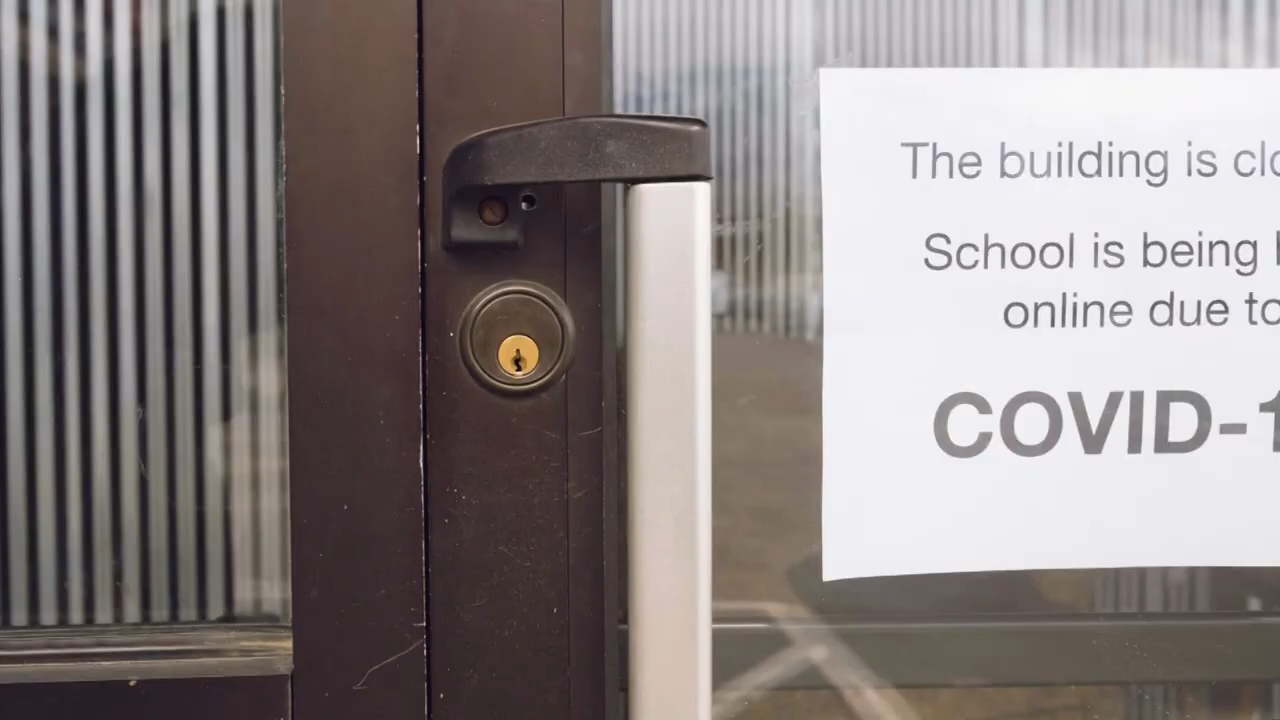 The building is clo
School is being
online due to
COVID-1